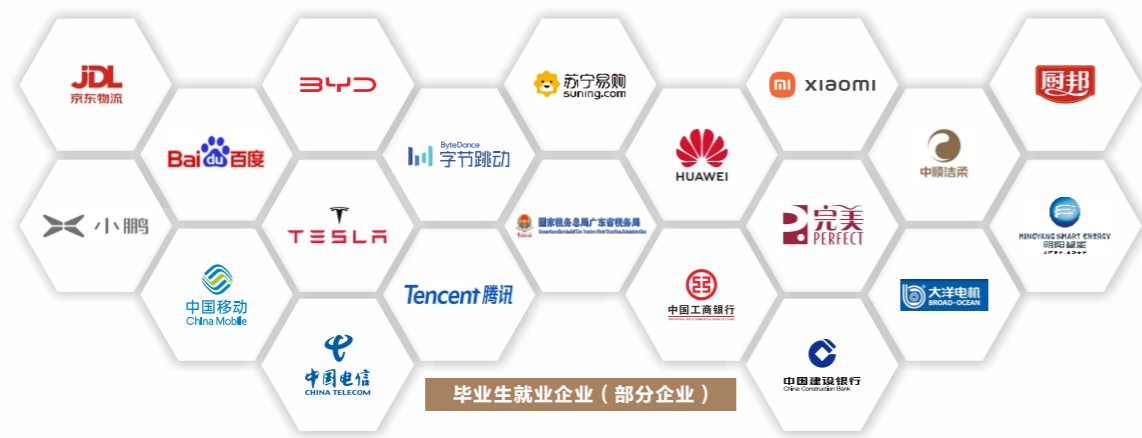 JDL
京东物流
BYD
苏宁易购
suning.com
mi xiaomi
厨邦
Bai du 百度
ByteDance
字节跳动
HUAWEI
中顺洁柔
小鹏
TESLA
国家税务总局广东省税务局
完美
PERFECT
MINGYANG SMART ENERGY
明阳智能
中国移动
China Mobile
Tencent 腾讯
中国工商银行
大洋电机
BROAD-OCEAN
中国电信
CHINA TELECOM
中国建设银行
China Construction Bank
毕业生就业企业（部分企业）